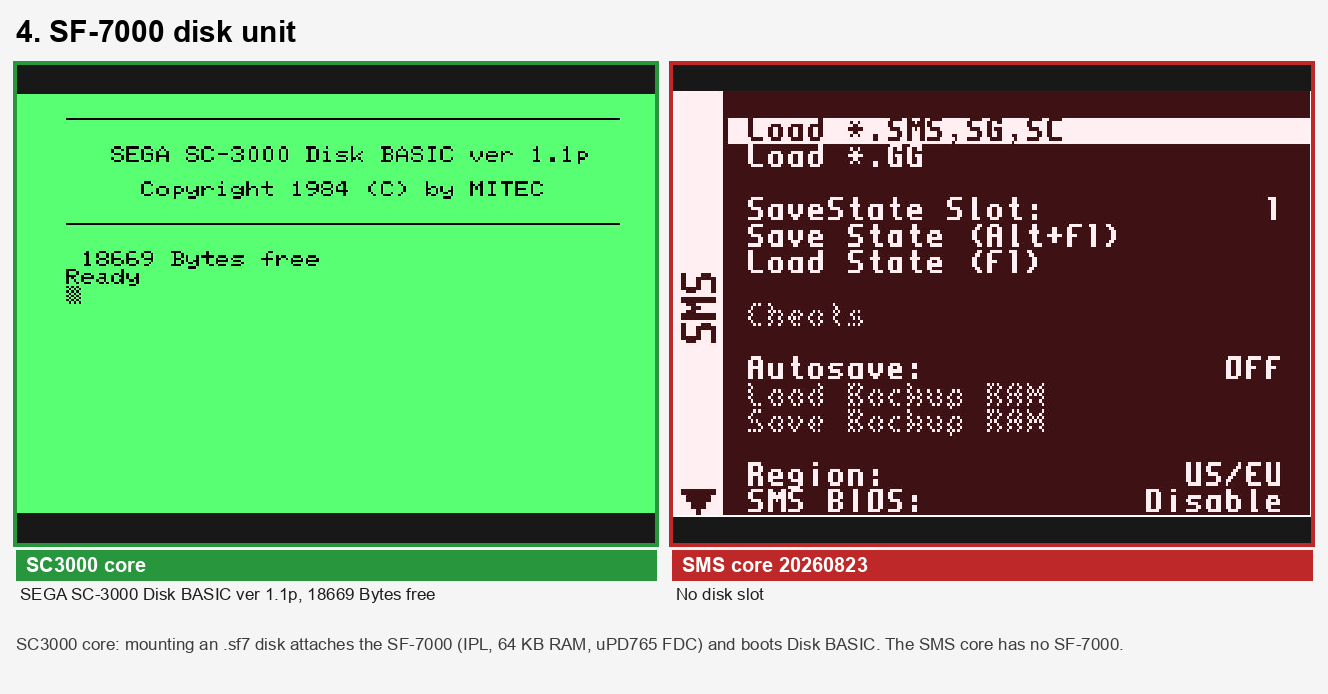 4. SF-7000 disk unit
SEGA SC-3000 Disk BASIC ver 1.1p
Copyright 1984 (C) by MITEC
18669 Bytes free
Ready
SMS
Load *.SMS,SG,SC
Load *.GG
SaveState Slot: 1
Save State (Alt+F1)
Load State (F1)
Cheats
Autosave: OFF
Load Backup RAM
Save Backup RAM
Region: US/EU
SMS BIOS: Disable
SC3000 core
SEGA SC-3000 Disk BASIC ver 1.1p, 18669 Bytes free
SMS core 20260823
No disk slot
SC3000 core: mounting an .sf7 disk attaches the SF-7000 (IPL, 64 KB RAM, uPD765 FDC) and boots Disk BASIC. The SMS core has no SF-7000.